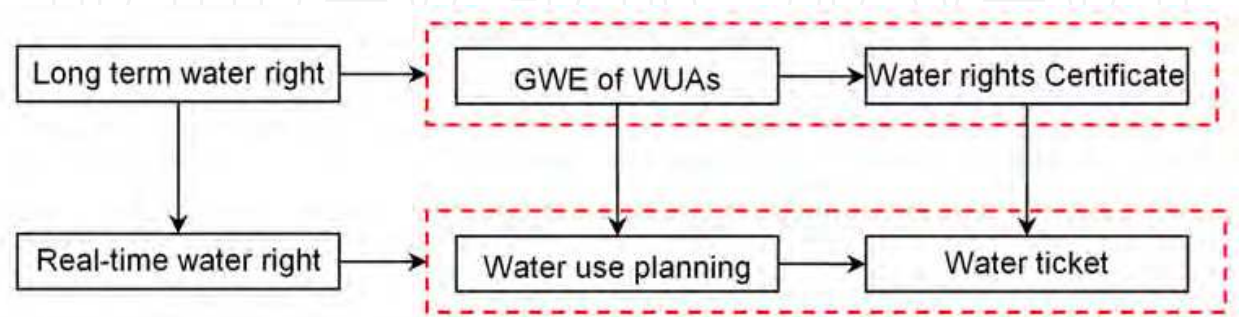 Long term water right
GWE of WUAs
Water rights Certificate
Real-time water right
Water use planning
Water ticket